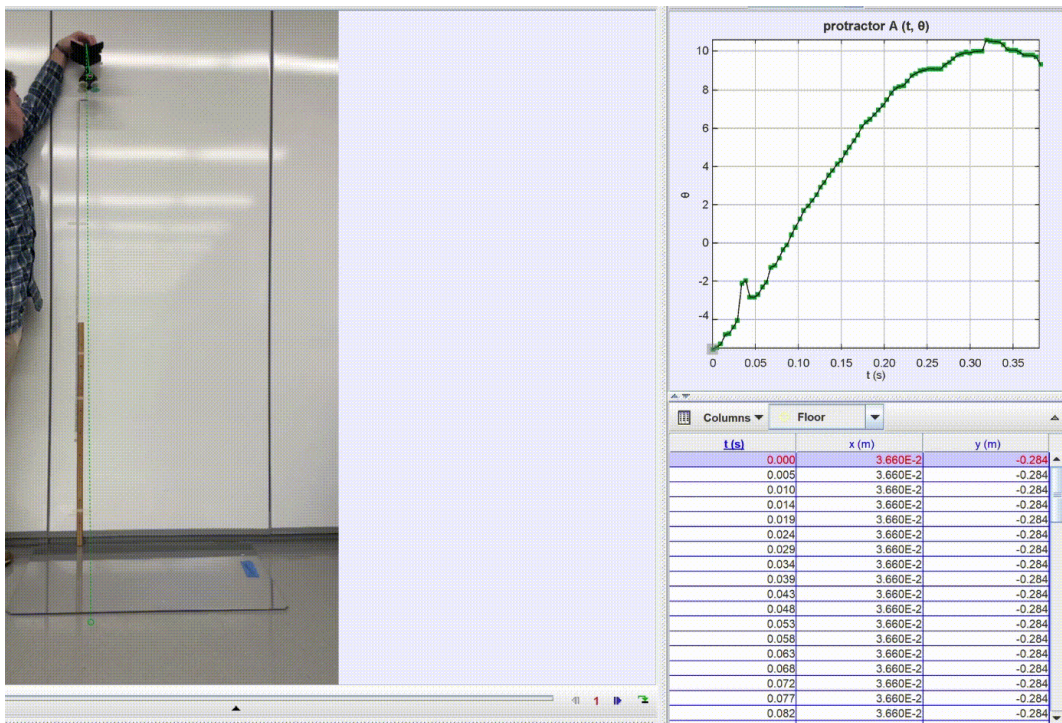 protractor A (t, θ)
10
8
6
4
2
0
-2
-4
θ
0 0.05 0.10 0.15 0.20 0.25 0.30 0.35
t (s)
Columns Floor
t (s) x (m) y (m)
0.000 3.660E-2 -0.284
0.005 3.660E-2 -0.284
0.010 3.660E-2 -0.284
0.014 3.660E-2 -0.284
0.019 3.660E-2 -0.284
0.024 3.660E-2 -0.284
0.029 3.660E-2 -0.284
0.034 3.660E-2 -0.284
0.039 3.660E-2 -0.284
0.043 3.660E-2 -0.284
0.048 3.660E-2 -0.284
0.053 3.660E-2 -0.284
0.058 3.660E-2 -0.284
0.063 3.660E-2 -0.284
0.068 3.660E-2 -0.284
0.072 3.660E-2 -0.284
0.077 3.660E-2 -0.284
0.082 3.660E-2 -0.284
1